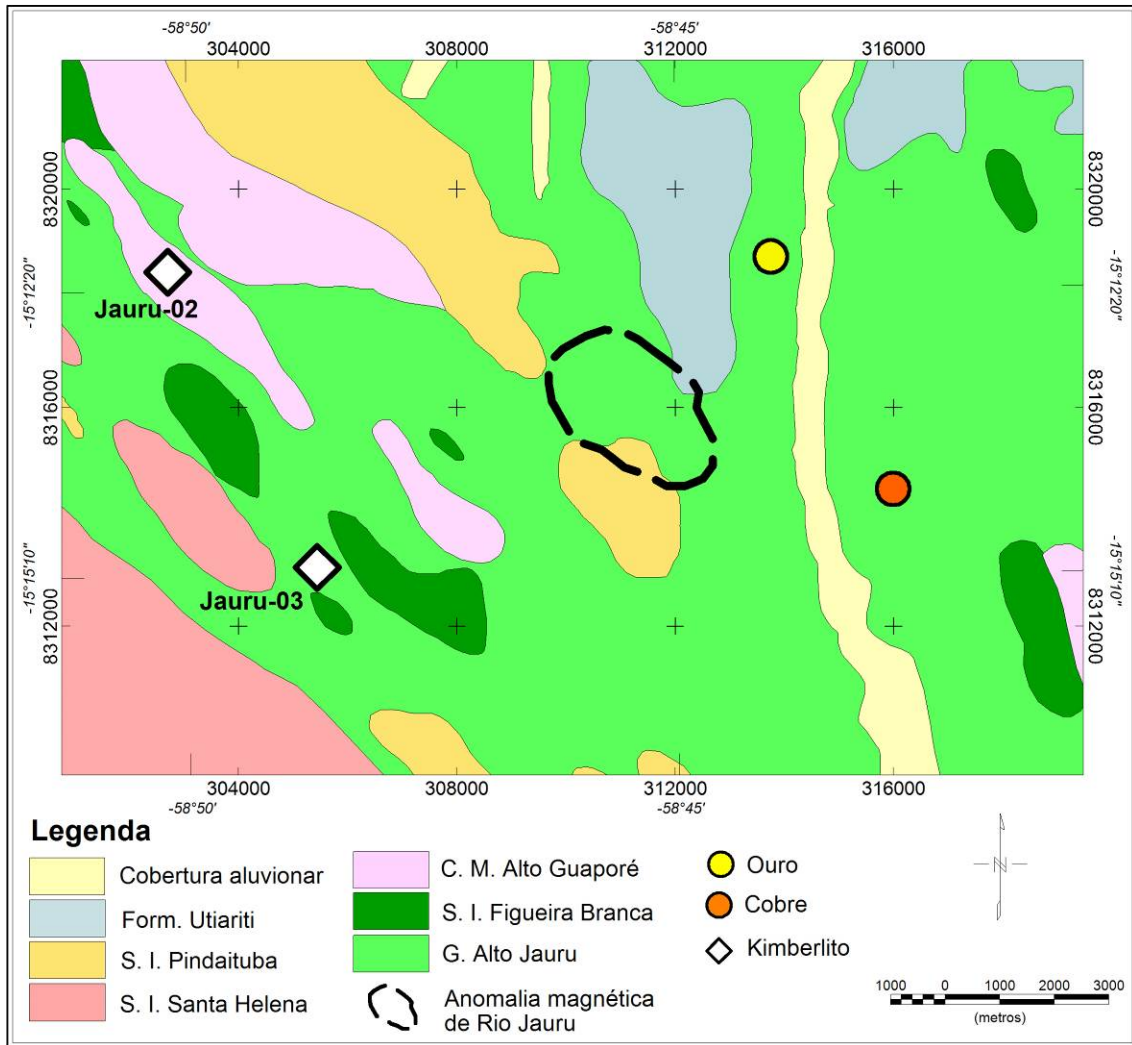 -58°50' -58°45'
304000 308000 312000 316000
8320000 8320000
Jauru-02
-15°12'20" -15°12'20"
8316000 8316000
-15°15'10" -15°15'10"
Jauru-03
8312000 8312000
304000 308000 312000 316000
-58°50' -58°45'
Legenda
Cobertura aluvionar
Form. Utiariti
S. I. Pindaituba
S. I. Santa Helena
C. M. Alto Guaporé
S. I. Figueira Branca
G. Alto Jauru
Anomalia magnética
de Rio Jauru
Ouro
Cobre
Kimberlito
N
1000 0 1000 2000 3000
(metros)